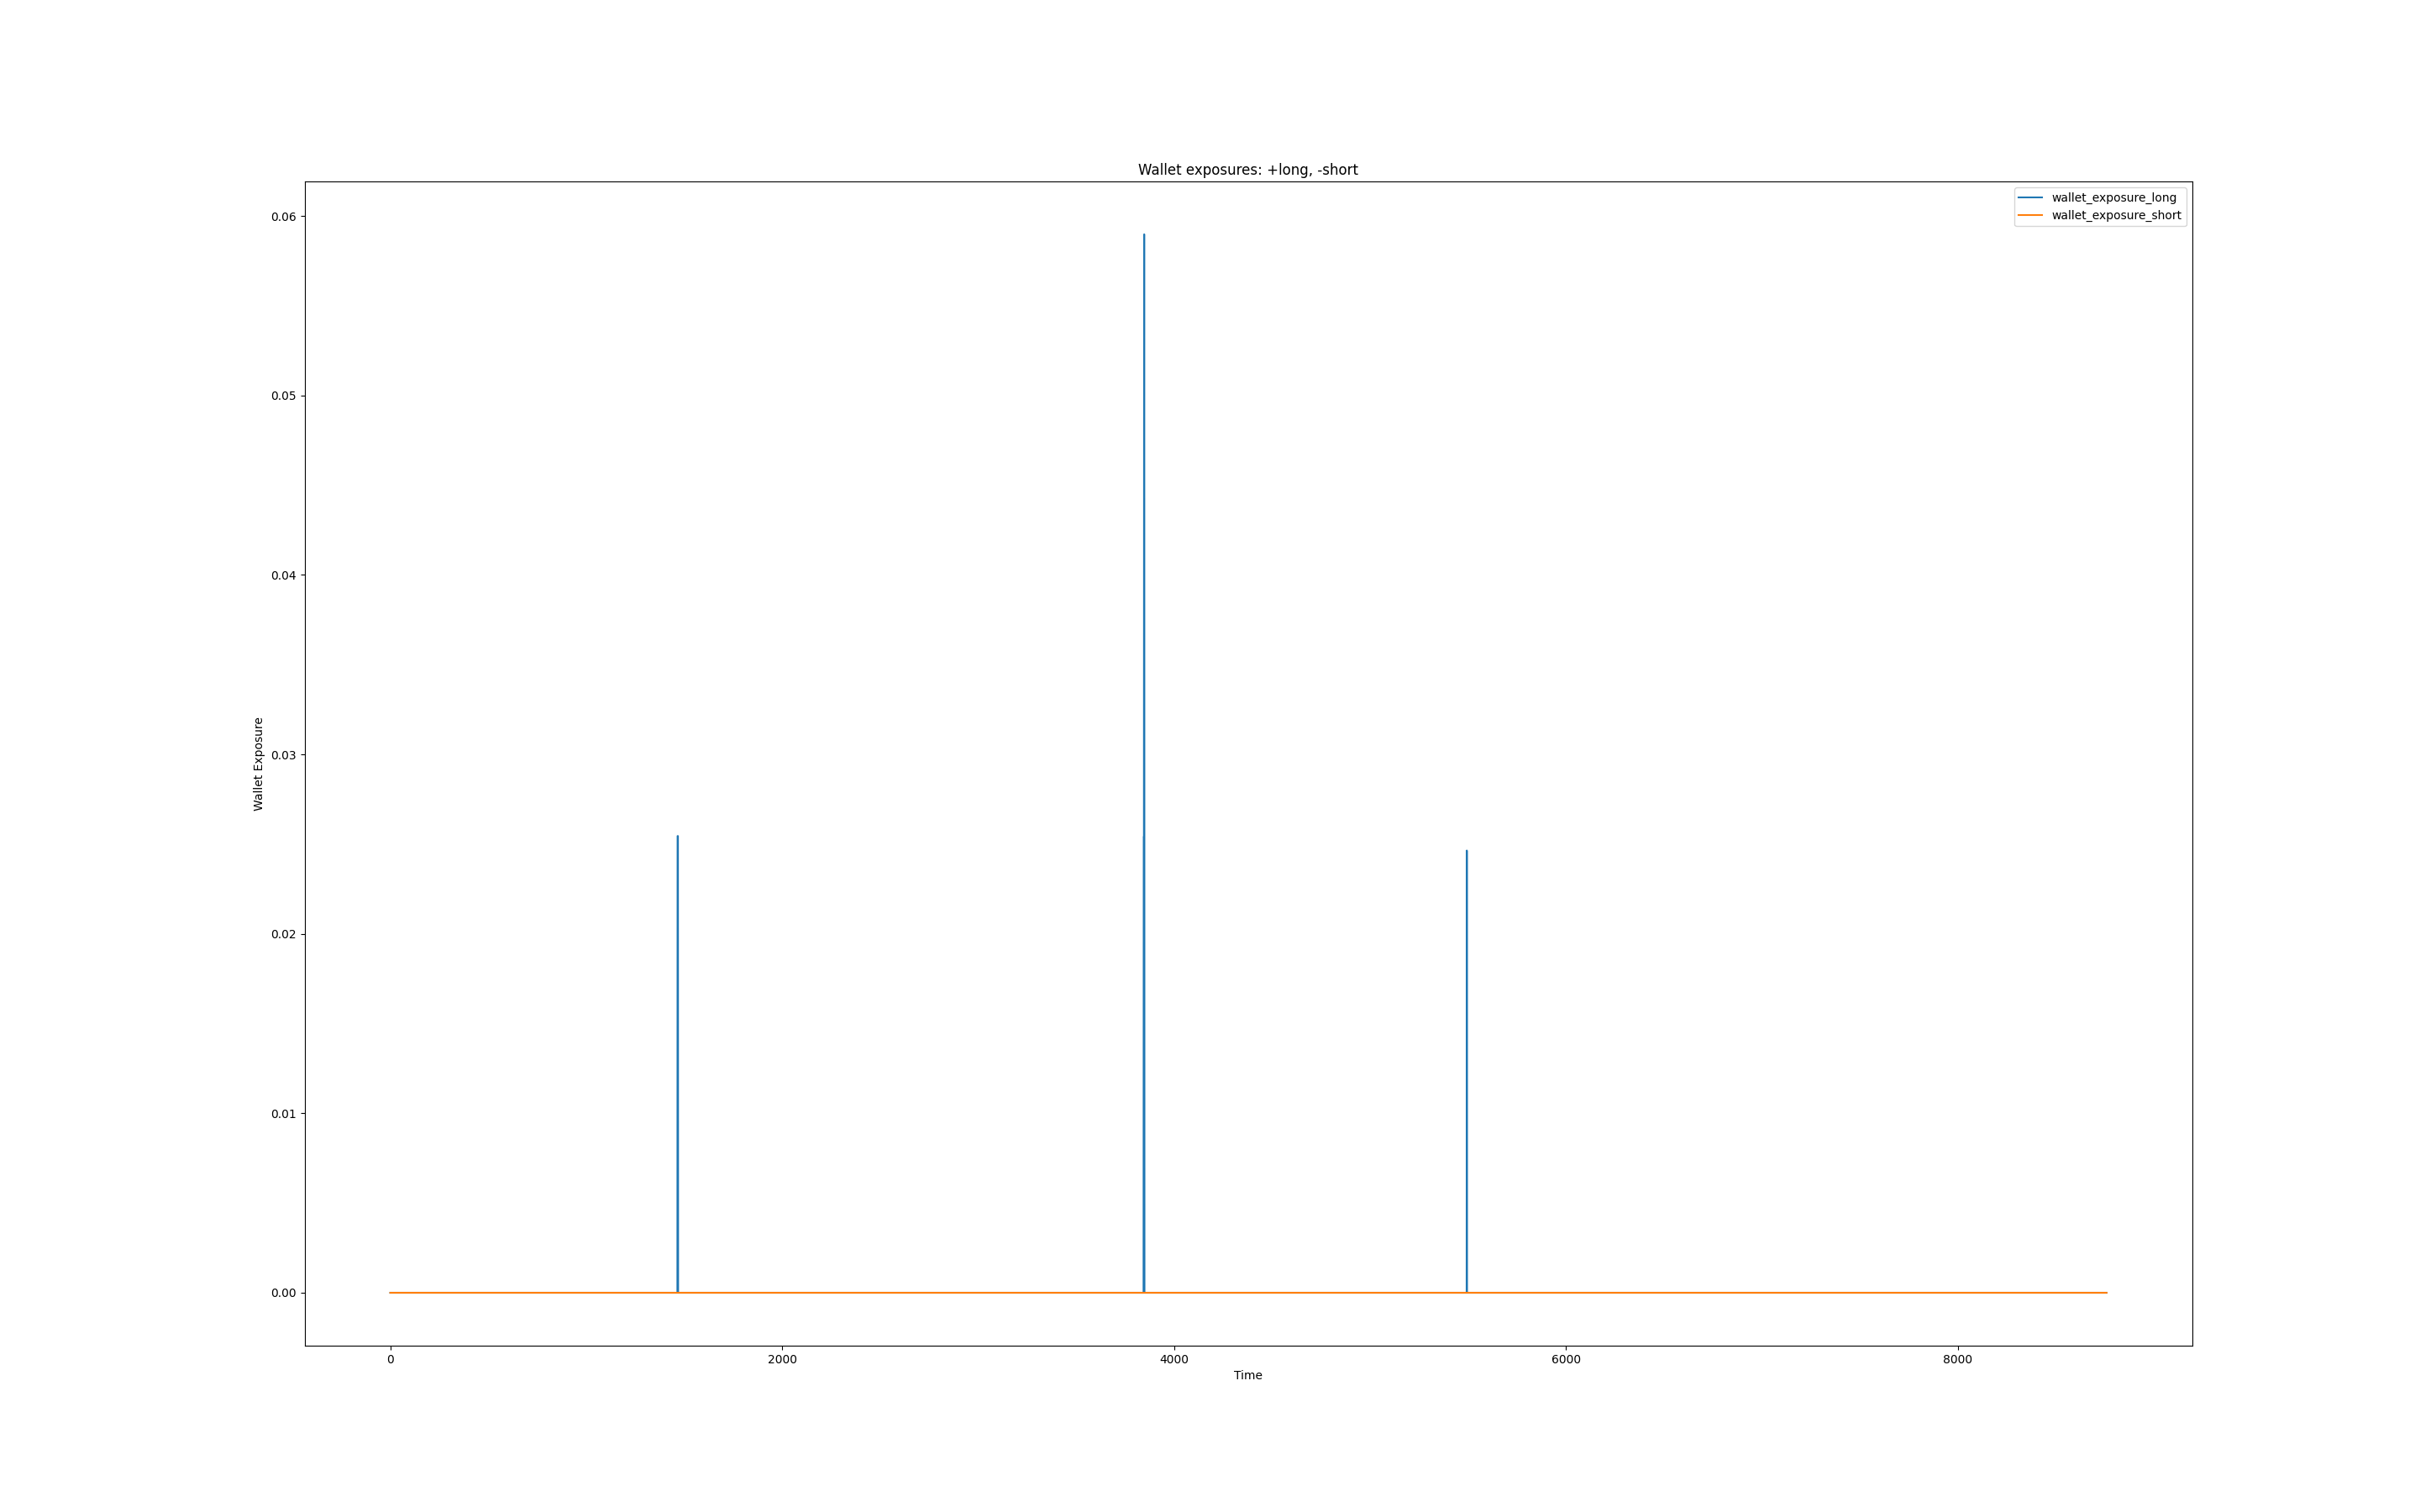 Wallet exposures: +long, -short
wallet_exposure_long
wallet_exposure_short
0.06
0.05
0.04
0.03
0.02
0.01
0.00
Wallet Exposure
0 2000 4000 6000 8000
Time